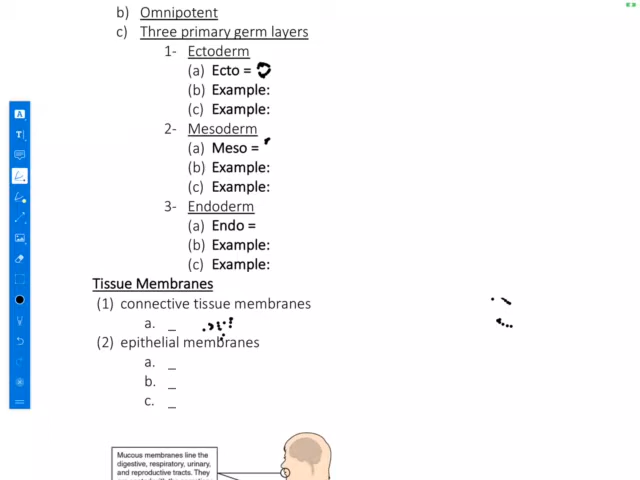 b) Omnipotent
c) Three primary germ layers
1- Ectoderm
(a) Ecto =
(b) Example:
(c) Example:
2- Mesoderm
(a) Meso =
(b) Example:
(c) Example:
3- Endoderm
(a) Endo =
(b) Example:
(c) Example:
Tissue Membranes
(1) connective tissue membranes
a. _
(2) epithelial membranes
a. _
b. _
c. _
Mucous membranes line the
digestive, respiratory, urinary,
and reproductive tracts. They